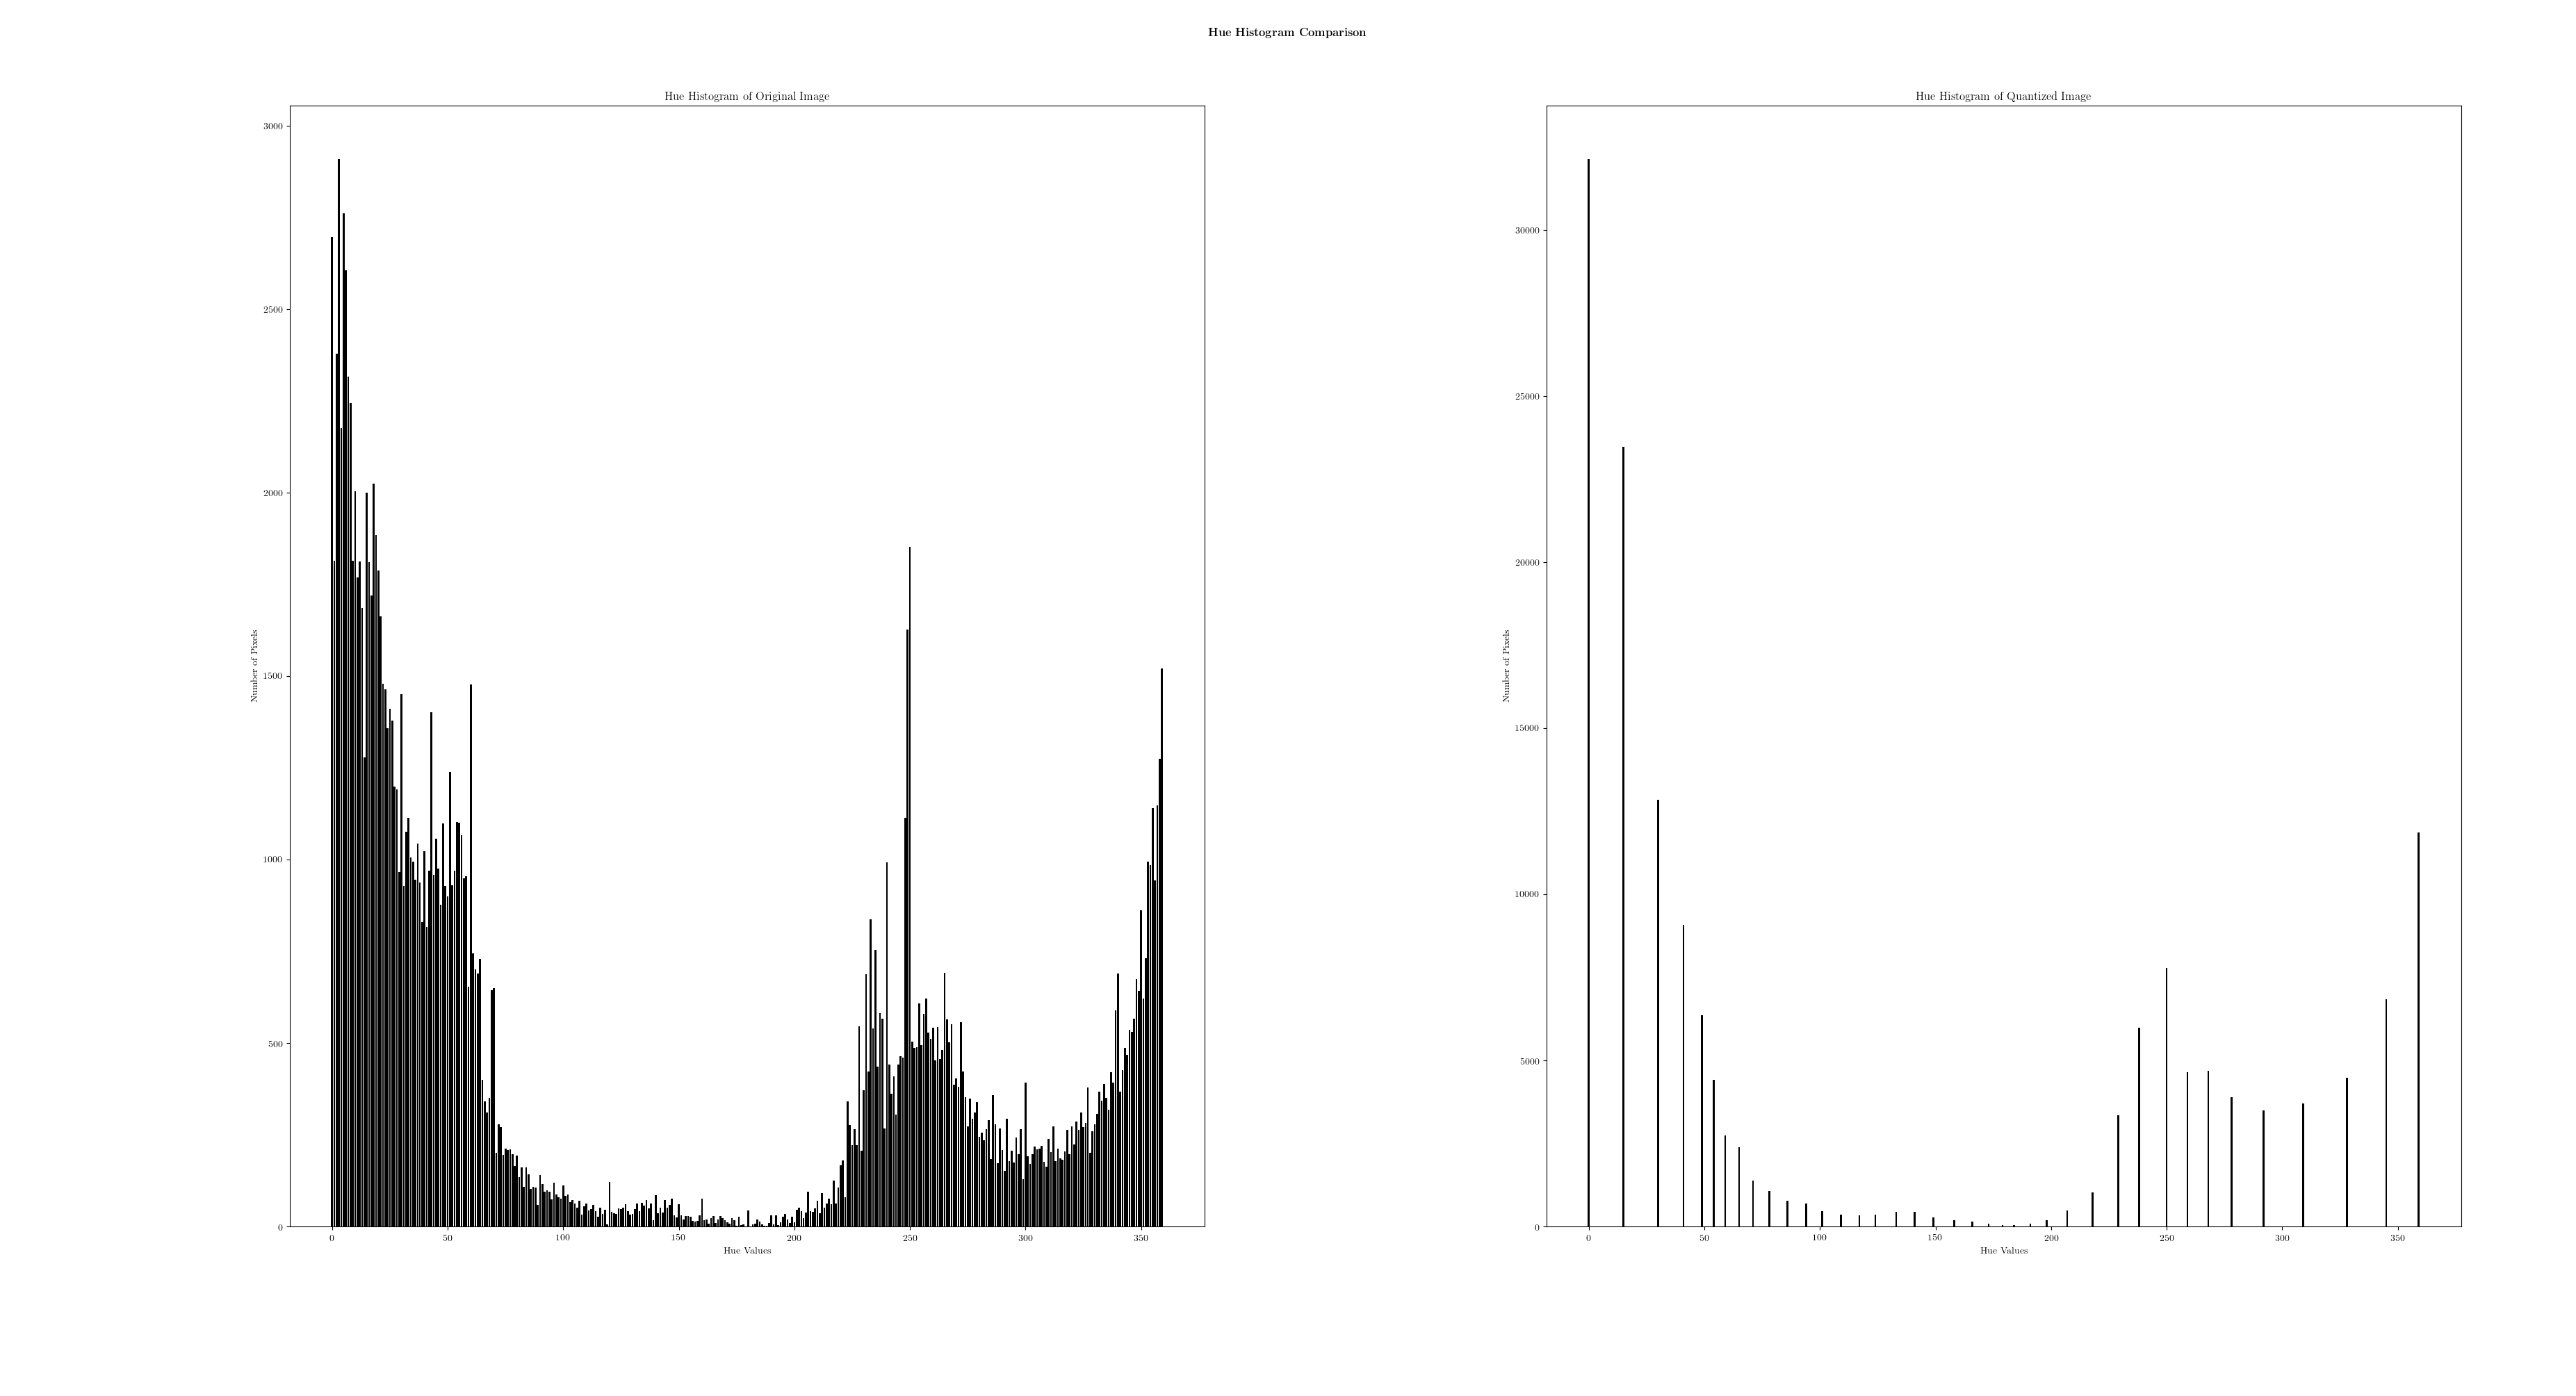 Hue Histogram Comparison
Hue Histogram of Original Image
3000
2500
2000
1500
1000
500
0
Number of Pixels
0 50 100 150 200 250 300 350
Hue Values
Hue Histogram of Quantized Image
30000
25000
20000
15000
10000
5000
0
Number of Pixels
0 50 100 150 200 250 300 350
Hue Values